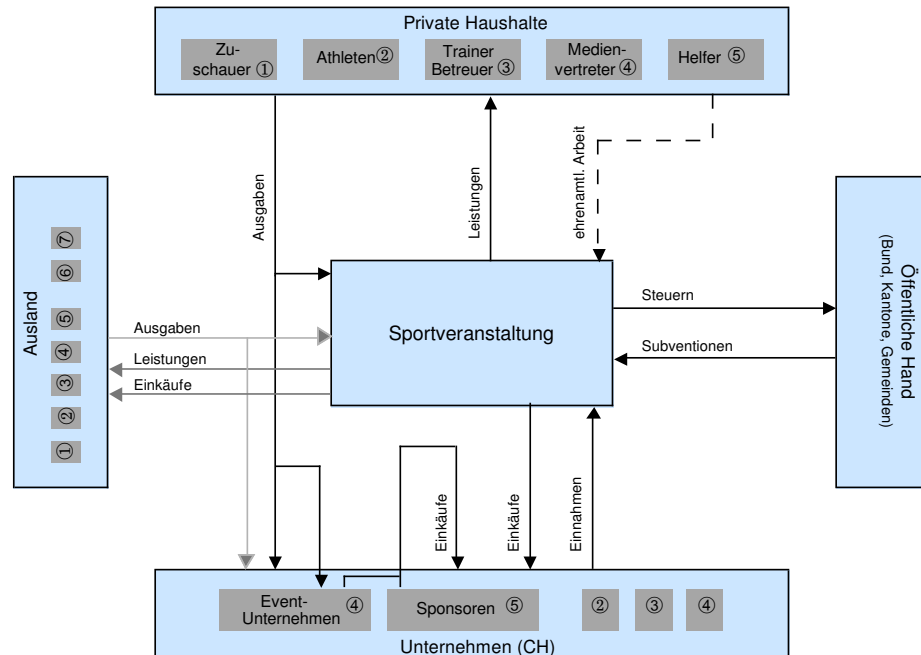 Private Haushalte
Zu-
schauer ①
Athleten ②
Trainer
Betreuer ③
Medien-
vertreter ④
Helfer ⑤
Ausgaben
Leistungen
ehrenamtl. Arbeit
Ausland
①
②
③
④
⑤
⑥
⑦
Ausgaben
Leistungen
Einkäufe
Sportveranstaltung
Steuern
Subventionen
Öffentliche Hand
(Bund, Kantone, Gemeinden)
Einkäufe
Einkäufe
Einnahmen
Event-
Unternehmen ④
Sponsoren ⑤
②
③
④
Unternehmen (CH)